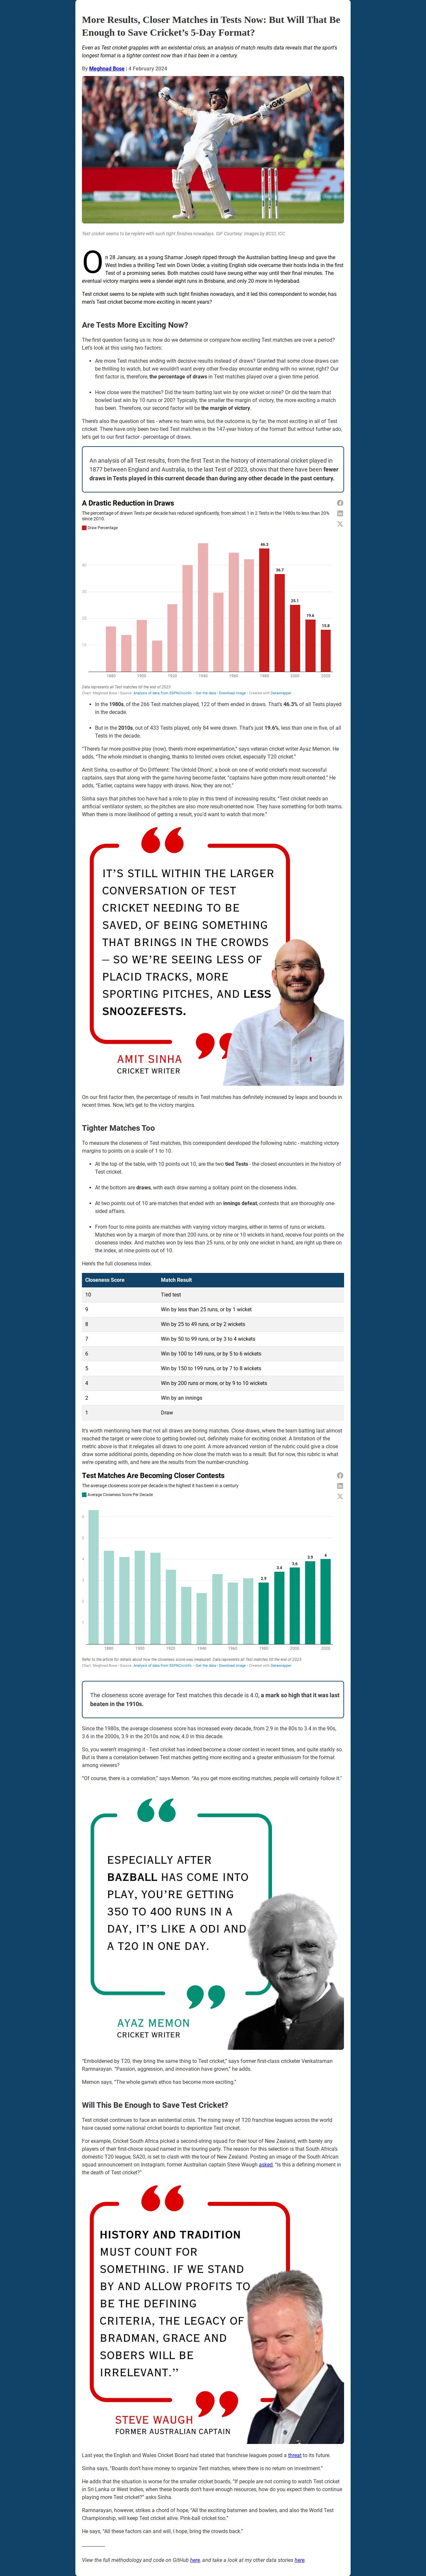 More Results, Closer Matches in Tests Now: But Will That Be
Enough to Save Cricket's 5-Day Format?
Even as Test cricket grapples with an existential crisis, an analysis of match results data reveals that the sport's
longest format is a tighter contest now than it has been in a century.
By Meghnad Bose | 4 February 2024
Test cricket seems to be replete with such tight finishes nowadays. GIF Courtesy: Images by BCCI, ICC
On 28 January, as a young Shamar Joseph ripped through the Australian batting line-up and gave the
West Indies a thrilling Test win Down Under, a visiting English side overcame their hosts India in the first
Test of a promising series. Both matches could have swung either way until their final minutes. The
eventual victory margins were a slender eight runs in Brisbane, and only 20 more in Hyderabad.
Test cricket seems to be replete with such tight finishes nowadays, and it led this correspondent to wonder, has
men's Test cricket become more exciting in recent years?
Are Tests More Exciting Now?
The first question facing us is: how do we determine or compare how exciting Test matches are over a period?
Let's look at this using two factors:
• Are more Test matches ending with decisive results instead of draws? Granted that some close draws can
be thrilling to watch, but we wouldn't want every other five-day encounter ending with no winner, right? Our
first factor is, therefore, the percentage of draws in Test matches played over a given time period.
• How close were the matches? Did the team batting last win by one wicket or nine? Or did the team that
bowled last win by 10 runs or 200? Typically, the smaller the margin of victory, the more exciting a match
has been. Therefore, our second factor will be the margin of victory.
There's also the question of ties - where no team wins, but the outcome is, by far, the most exciting in all of Test
cricket. There have only been two tied Test matches in the 147-year history of the format! But without further ado,
let's get to our first factor - percentage of draws.
An analysis of all Test results, from the first Test in the history of international cricket played in
1877 between England and Australia, to the last Test of 2023, shows that there have been fewer
draws in Tests played in this current decade than during any other decade in the past century.
A Drastic Reduction in Draws
The percentage of drawn Tests per decade has reduced significantly, from almost 1 in 2 Tests in the 1980s to less than 20%
since 2010.
Draw Percentage
46.3
36.7
25.1
19.6
15.8
40
30
20
10
1880 1900 1920 1940 1960 1980 2000 2020
Data represents all Test matches till the end of 2023
Chart: Meghnad Bose • Source: Analysis of data from ESPNCricinfo • Get the data • Download image • Created with Datawrapper
• In the 1980s, of the 266 Test matches played, 122 of them ended in draws. That's 46.3% of all Tests played
in the decade.
• But in the 2010s, out of 433 Tests played, only 84 were drawn. That's just 19.6%, less than one in five, of all
Tests in the decade.
"There's far more positive play (now), there's more experimentation," says veteran cricket writer Ayaz Memon. He
adds, "The whole mindset is changing, thanks to limited overs cricket, especially T20 cricket."
Amit Sinha, co-author of 'Do Different: The Untold Dhoni', a book on one of world cricket's most successful
captains, says that along with the game having become faster, "captains have gotten more result-oriented." He
adds, "Earlier, captains were happy with draws. Now, they are not."
Sinha says that pitches too have had a role to play in this trend of increasing results, "Test cricket needs an
artificial ventilator system, so the pitches are also more result-oriented now. They have something for both teams.
When there is more likelihood of getting a result, you'd want to watch that more."
IT'S STILL WITHIN THE LARGER
CONVERSATION OF TEST
CRICKET NEEDING TO BE
SAVED, OF BEING SOMETHING
THAT BRINGS IN THE CROWDS
— SO WE'RE SEEING LESS OF
PLACID TRACKS, MORE
SPORTING PITCHES, AND LESS
SNOOZEFESTS.
AMIT SINHA
CRICKET WRITER
On our first factor then, the percentage of results in Test matches has definitely increased by leaps and bounds in
recent times. Now, let's get to the victory margins.
Tighter Matches Too
To measure the closeness of Test matches, this correspondent developed the following rubric - matching victory
margins to points on a scale of 1 to 10.
• At the top of the table, with 10 points out 10, are the two tied Tests - the closest encounters in the history of
Test cricket.
• At the bottom are draws, with each draw earning a solitary point on the closeness index.
• At two points out of 10 are matches that ended with an innings defeat, contests that are thoroughly one-
sided affairs.
• From four to nine points are matches with varying victory margins, either in terms of runs or wickets.
Matches won by a margin of more than 200 runs, or by nine or 10 wickets in hand, receive four points on the
closeness index. And matches won by less than 25 runs, or by only one wicket in hand, are right up there on
the index, at nine points out of 10.
Here's the full closeness index.
Closeness Score Match Result
10 Tied test
9 Win by less than 25 runs, or by 1 wicket
8 Win by 25 to 49 runs, or by 2 wickets
7 Win by 50 to 99 runs, or by 3 to 4 wickets
6 Win by 100 to 149 runs, or by 5 to 6 wickets
5 Win by 150 to 199 runs, or by 7 to 8 wickets
4 Win by 200 runs or more, or by 9 to 10 wickets
2 Win by an innings
1 Draw
It's worth mentioning here that not all draws are boring matches. Close draws, where the team batting last almost
reached the target or were close to getting bowled out, definitely make for exciting cricket. A limitation of the
metric above is that it relegates all draws to one point. A more advanced version of the rubric could give a close
draw some additional points, depending on how close the match was to a result. But for now, this rubric is what
we're operating with, and here are the results from the number-crunching.
Test Matches Are Becoming Closer Contests
The average closeness score per decade is the highest it has been in a century.
Average Closeness Score Per Decade
2.9
3.4
3.6
3.9
4
6
5
4
3
2
1
1880 1900 1920 1940 1960 1980 2000 2020
Refer to the article for details about how the closeness score was measured. Data represents all Test matches till the end of 2023.
Chart: Meghnad Bose • Source: Analysis of data from ESPNCricinfo • Get the data • Download image • Created with Datawrapper
The closeness score average for Test matches this decade is 4.0, a mark so high that it was last
beaten in the 1910s.
Since the 1980s, the average closeness score has increased every decade, from 2.9 in the 80s to 3.4 in the 90s,
3.6 in the 2000s, 3.9 in the 2010s and now, 4.0 in this decade.
So, you weren't imagining it - Test cricket has indeed become a closer contest in recent times, and quite starkly so.
But is there a correlation between Test matches getting more exciting and a greater enthusiasm for the format
among viewers?
"Of course, there is a correlation," says Memon. "As you get more exciting matches, people will certainly follow it."
ESPECIALLY AFTER
BAZBALL HAS COME INTO
PLAY, YOU'RE GETTING
350 TO 400 RUNS IN A
DAY, IT'S LIKE A ODI AND
A T20 IN ONE DAY.
AYAZ MEMON
CRICKET WRITER
"Emboldened by T20, they bring the same thing to Test cricket," says former first-class cricketer Venkatraman
Ramnarayan. "Passion, aggression, and innovation have grown," he adds.
Memon says, "The whole game's ethos has become more exciting."
Will This Be Enough to Save Test Cricket?
Test cricket continues to face an existential crisis. The rising sway of T20 franchise leagues across the world
have caused some national cricket boards to deprioritize Test cricket.
For example, Cricket South Africa picked a second-string squad for their tour of New Zealand, with barely any
players of their first-choice squad named in the touring party. The reason for this selection is that South Africa's
domestic T20 league, SA20, is set to clash with the tour of New Zealand. Posting an image of the South African
squad announcement on Instagram, former Australian captain Steve Waugh asked, "Is this a defining moment in
the death of Test cricket?"
HISTORY AND TRADITION
MUST COUNT FOR
SOMETHING. IF WE STAND
BY AND ALLOW PROFITS TO
BE THE DEFINING
CRITERIA, THE LEGACY OF
BRADMAN, GRACE AND
SOBERS WILL BE
IRRELEVANT.''
STEVE WAUGH
FORMER AUSTRALIAN CAPTAIN
Last year, the English and Wales Cricket Board had stated that franchise leagues posed a threat to its future.
Sinha says, "Boards don't have money to organize Test matches, where there is no return on investment."
He adds that the situation is worse for the smaller cricket boards, "If people are not coming to watch Test cricket
in Sri Lanka or West Indies, when these boards don't have enough resources, how do you expect them to continue
playing more Test cricket?" asks Sinha.
Ramnarayan, however, strikes a chord of hope, "All the exciting batsmen and bowlers, and also the World Test
Championship, will keep Test cricket alive. Pink-ball cricket too."
He says, "All these factors can and will, I hope, bring the crowds back."
View the full methodology and code on GitHub here, and take a look at my other data stories here.